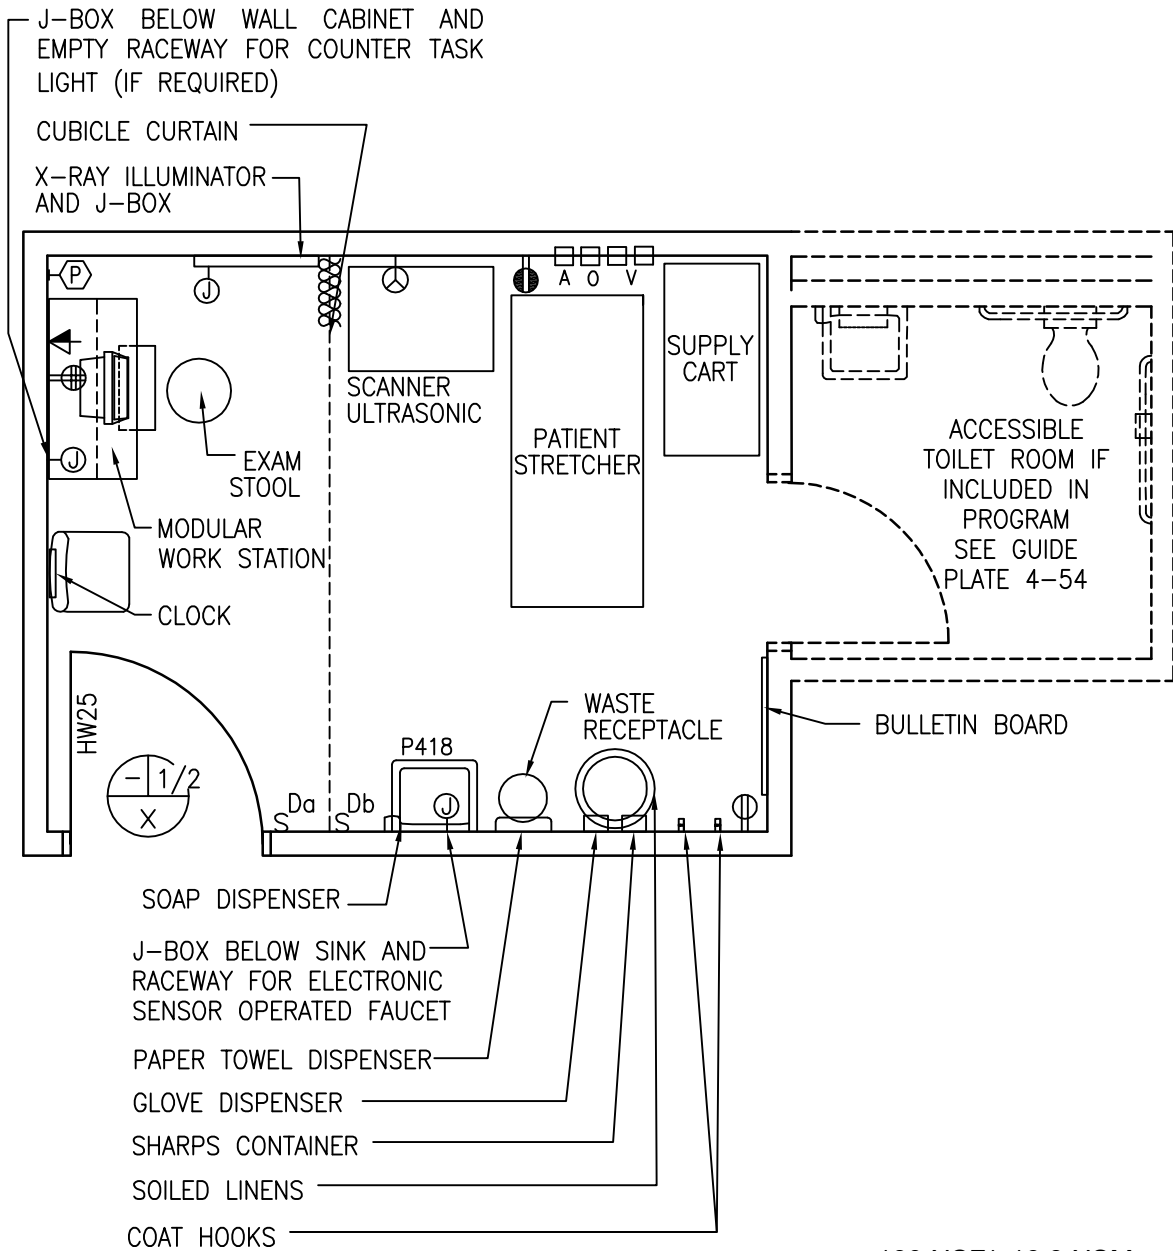 J-BOX BELOW WALL CABINET AND
EMPTY RACEWAY FOR COUNTER TASK
LIGHT (IF REQUIRED)
CUBICLE CURTAIN
X-RAY ILLUMINATOR
AND J-BOX
P
J
A O V
SUPPLY
CART
SCANNER
ULTRASONIC
PATIENT
STRETCHER
J
EXAM
STOOL
MODULAR
WORK STATION
CLOCK
ACCESSIBLE
TOILET ROOM IF
INCLUDED IN
PROGRAM
SEE GUIDE
PLATE 4-54
HW25
- 1/2
X
WASTE
RECEPTACLE
BULLETIN BOARD
P418
S Da
S Db
J
SOAP DISPENSER
J-BOX BELOW SINK AND
RACEWAY FOR ELECTRONIC
SENSOR OPERATED FAUCET
PAPER TOWEL DISPENSER
GLOVE DISPENSER
SHARPS CONTAINER
SOILED LINENS
COAT HOOKS